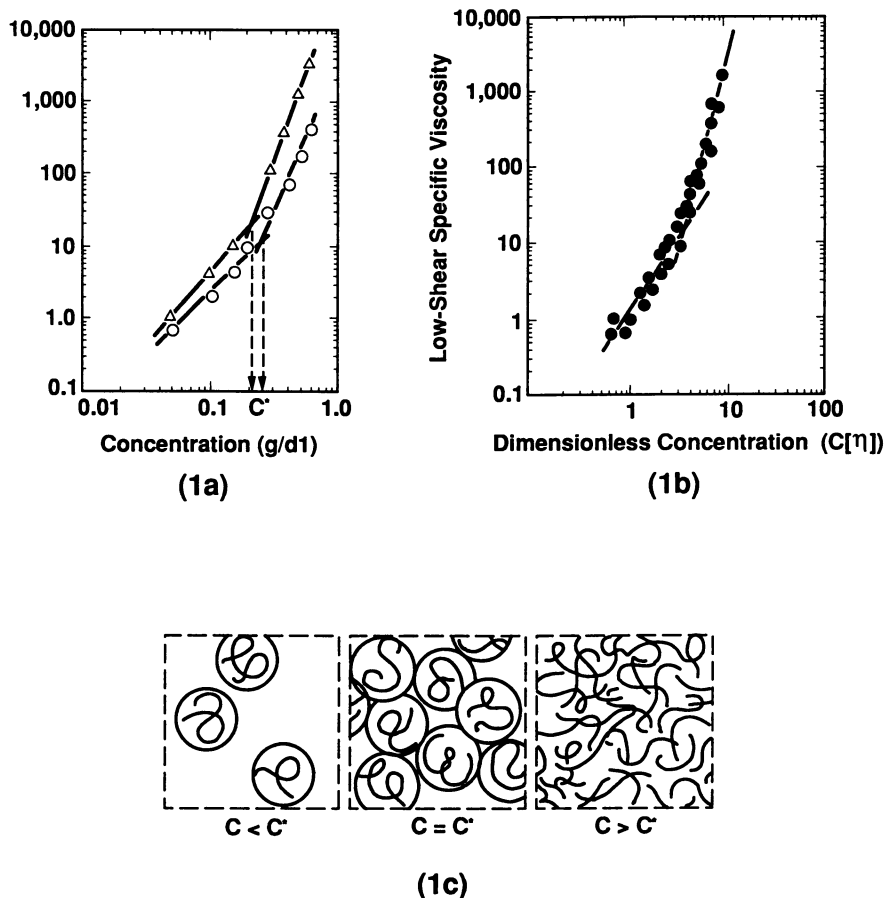 10,000
1,000
100
10
1.0
0.1
0.01
0.1
C*
1.0
Concentration (g/d1)
(1a)
Low-Shear Specific Viscosity
10,000
1,000
100
10
1
0.1
1
10
100
Dimensionless Concentration (C[η])
(1b)
C < C*
C = C*
C > C*
(1c)